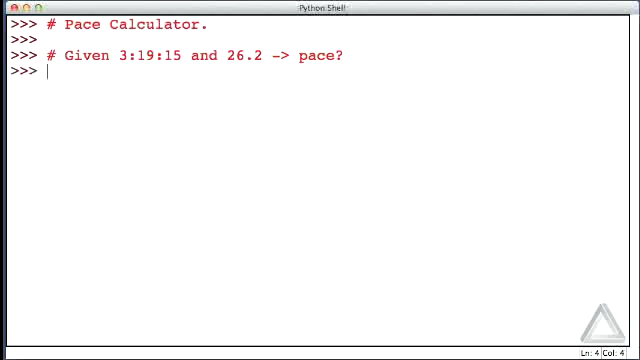 Python Shell
>>> # Pace Calculator.
>>>
>>> # Given 3:19:15 and 26.2 -> pace?
>>>
Ln: 4 Col: 4